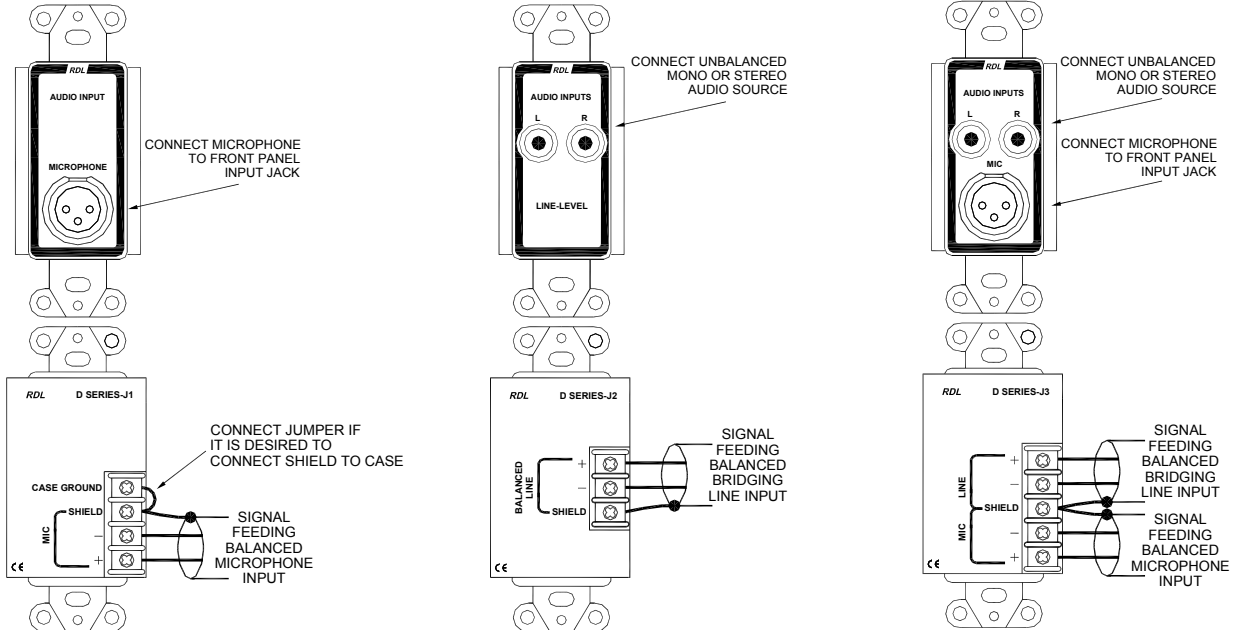 RDL
AUDIO INPUT
MICROPHONE
CONNECT MICROPHONE
TO FRONT PANEL
INPUT JACK
RDL
AUDIO INPUTS
L R
LINE-LEVEL
CONNECT UNBALANCED
MONO OR STEREO
AUDIO SOURCE
RDL
AUDIO INPUTS
L R
MIC
CONNECT UNBALANCED
MONO OR STEREO
AUDIO SOURCE
CONNECT MICROPHONE
TO FRONT PANEL
INPUT JACK
RDL D SERIES-J1
CONNECT JUMPER IF
IT IS DESIRED TO
CONNECT SHIELD TO CASE
CASE GROUND
SHIELD
MIC
–
+
CE
SIGNAL
FEEDING
BALANCED
MICROPHONE
INPUT
RDL D SERIES-J2
BALANCED
LINE
+
–
SHIELD
CE
SIGNAL
FEEDING
BALANCED
BRIDGING
LINE INPUT
RDL D SERIES-J3
LINE
+
–
SHIELD
MIC
–
+
CE
SIGNAL
FEEDING
BALANCED
BRIDGING
LINE INPUT
SIGNAL
FEEDING
BALANCED
MICROPHONE
INPUT